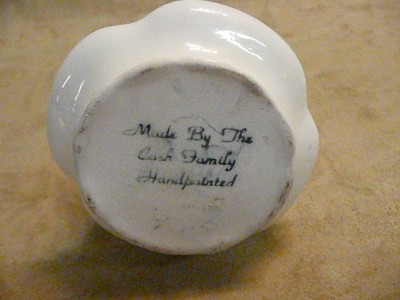 Made By The
Cash Family
Handpainted